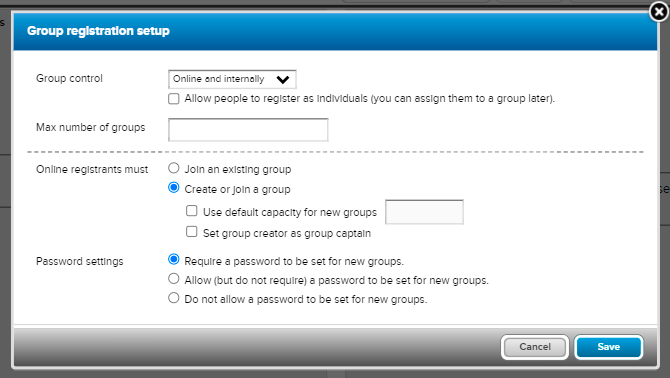 s
Group registration setup
Group control
Online and internally
Allow people to register as individuals (you can assign them to a group later).
Max number of groups
Online registrants must
Join an existing group
Create or join a group
se
Use default capacity for new groups
Set group creator as group captain
Password settings
Require a password to be set for new groups.
Allow (but do not require) a password to be set for new groups.
Do not allow a password to be set for new groups.
Cancel
Save